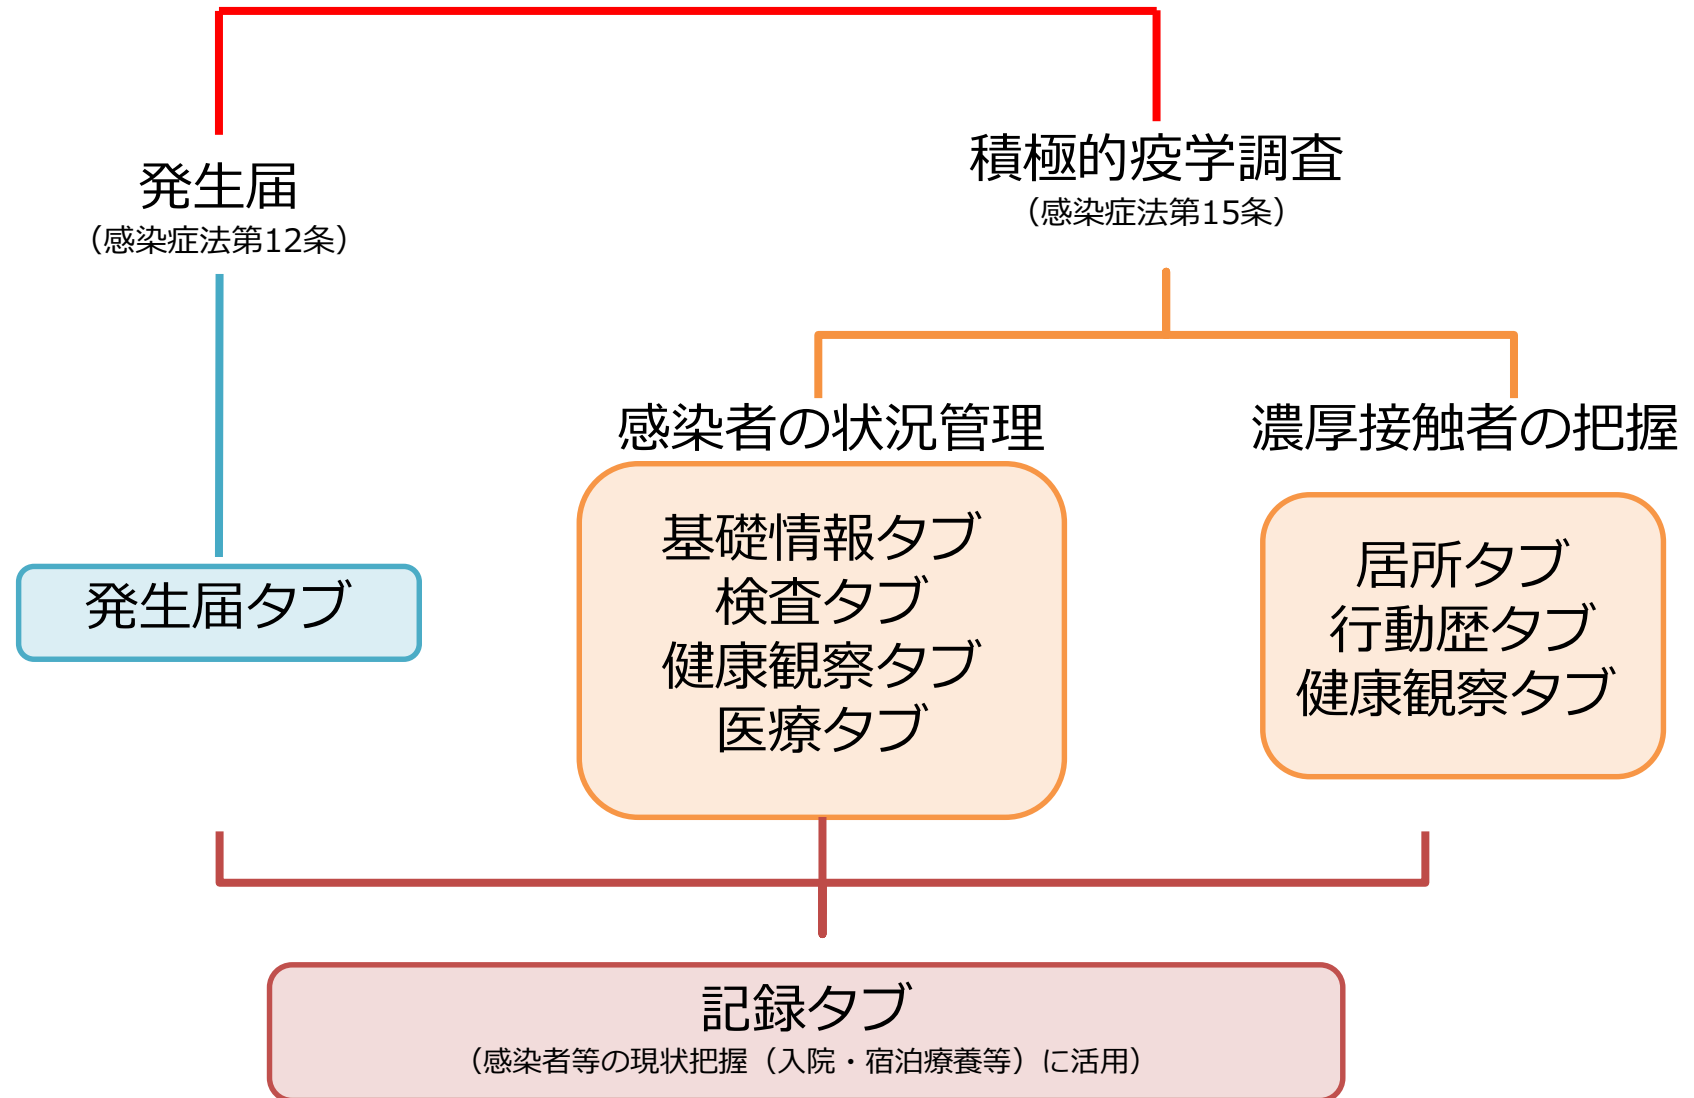 発生届
（感染症法第12条）
積極的疫学調査
（感染症法第15条）
感染者の状況管理
濃厚接触者の把握
発生届タブ
基礎情報タブ
検査タブ
健康観察タブ
医療タブ
居所タブ
行動歴タブ
健康観察タブ
記録タブ
（感染者等の現状把握（入院・宿泊療養等）に活用）